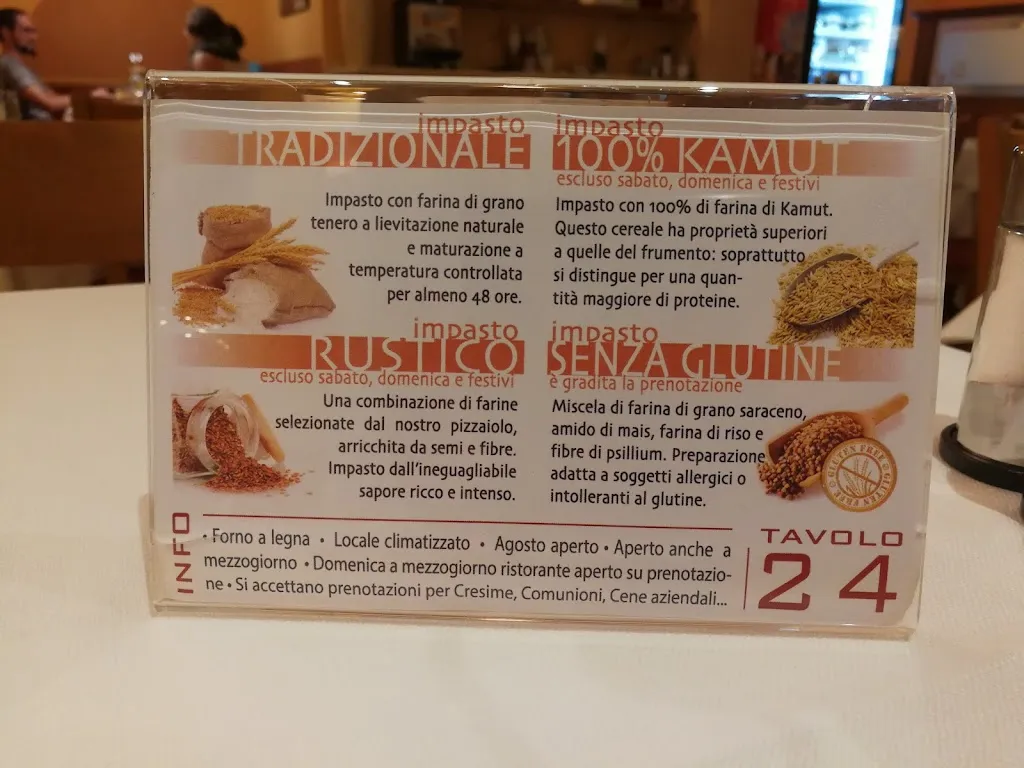 impasto
TRADIZIONALE
Impasto con farina di grano
tenero a lievitazione naturale
e maturazione a
temperatura controllata
per almeno 48 ore.
impasto
100% KAMUT
escluso sabato, domenica e festivi
Impasto con 100% di farina di Kamut.
Questo cereale ha proprietà superiori
a quelle del frumento: soprattutto
si distingue per una quan-
tità maggiore di proteine.
impasto
RUSTICO
escluso sabato, domenica e festivi
Una combinazione di farine
selezionate dal nostro pizzaiolo,
arricchita da semi e fibre.
Impasto dall'ineguagliabile
sapore ricco e intenso.
impasto
SENZA GLUTINE
è gradita la prenotazione
Miscela di farina di grano saraceno,
amido di mais, farina di riso e
fibre di psillium. Preparazione
adatta a soggetti allergici o
intolleranti al glutine.
GLUTEN FREE • GLUTEN FREE •
INFO
• Forno a legna • Locale climatizzato • Agosto aperto • Aperto anche a
mezzogiorno • Domenica a mezzogiorno ristorante aperto su prenotazio-
ne • Si accettano prenotazioni per Cresime, Comunioni, Cene aziendali...
TAVOLO
24